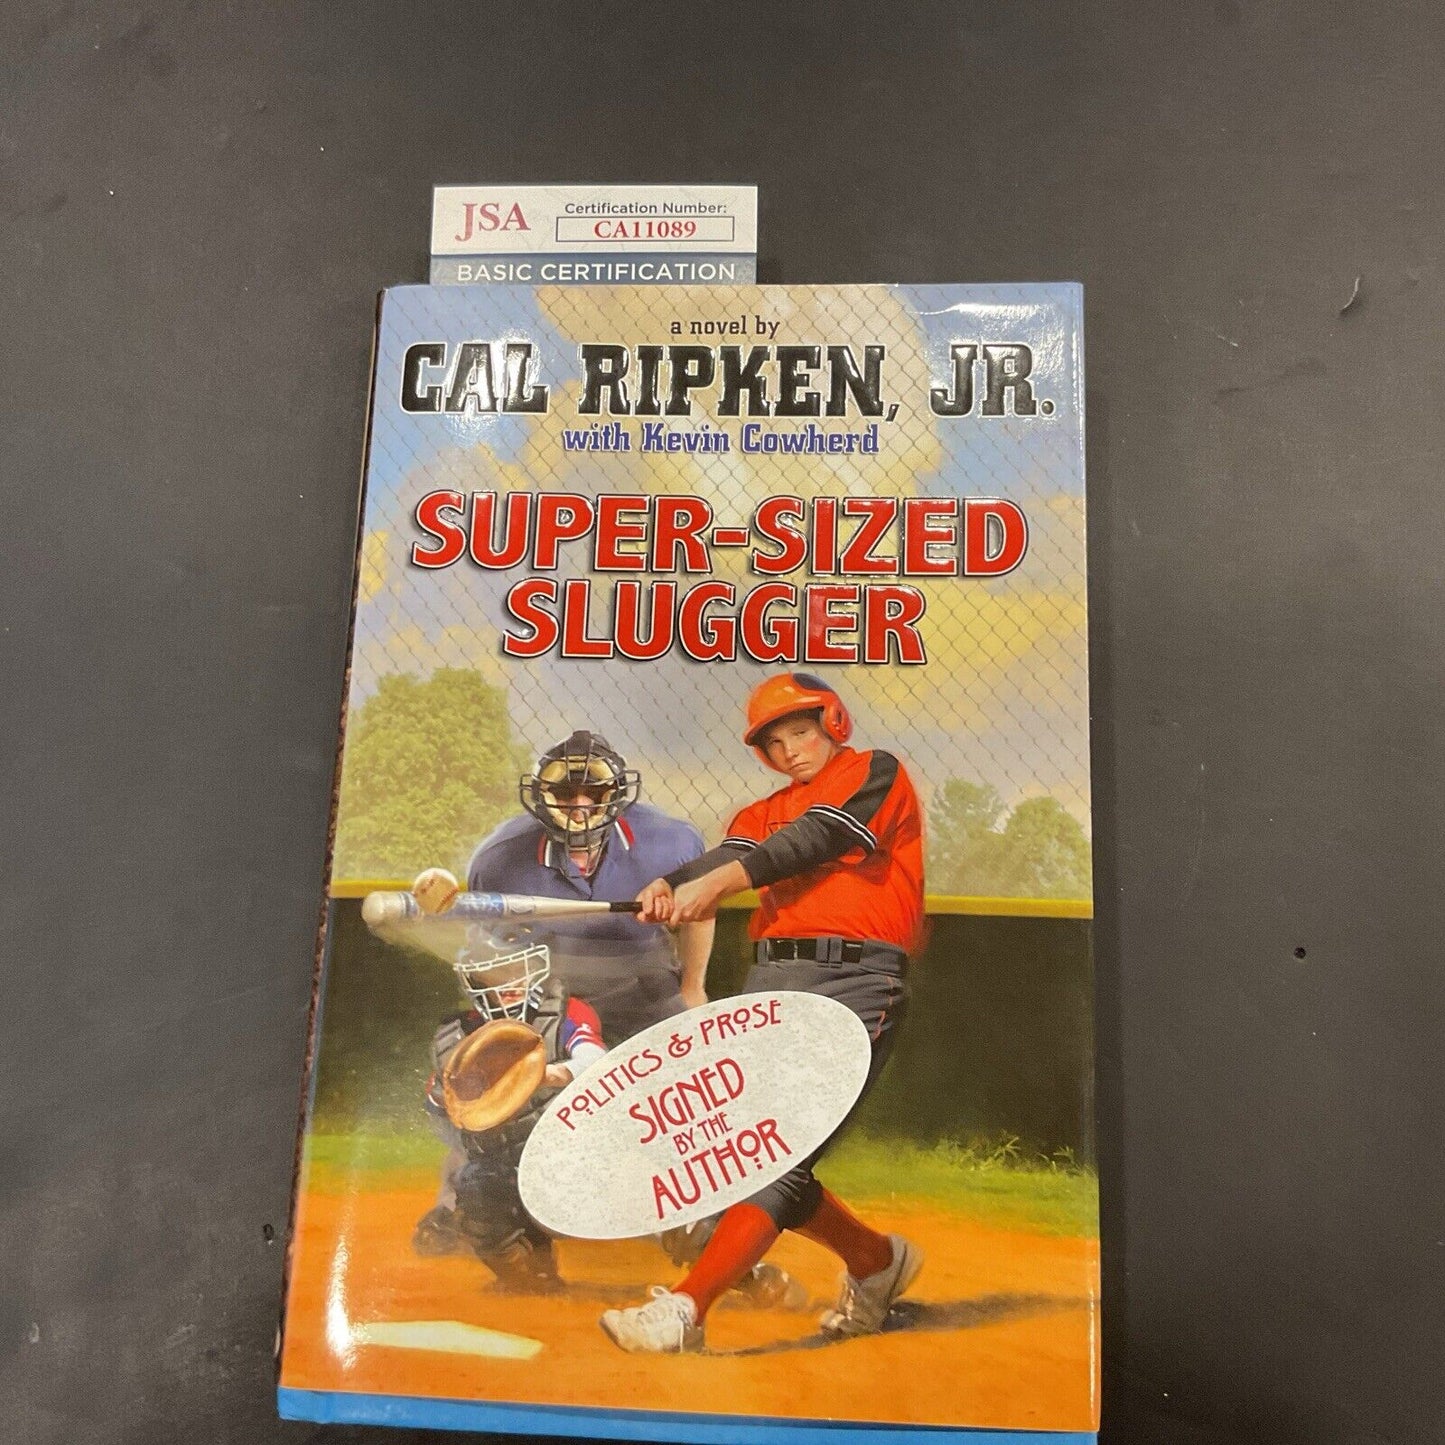 JSA
Certification Number:
CA11089
BASIC CERTIFICATION
a novel by
CAL RIPKEN, JR.
with Kevin Cowherd
SUPER-SIZED
SLUGGER
POLITICS & PROSE
SIGNED
BY THE
AUTHOR